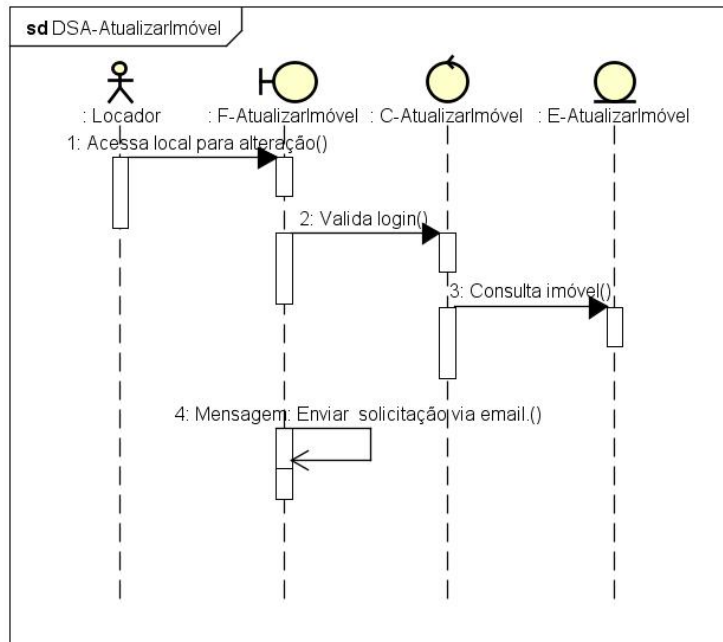 sd DSA-AtualizarImóvel
: Locador
: F-AtualizarImóvel
: C-AtualizarImóvel
: E-AtualizarImóvel
1: Acessa local para alteração()
2: Valida login()
3: Consulta imóvel()
4: Mensagem: Enviar solicitação via email.()